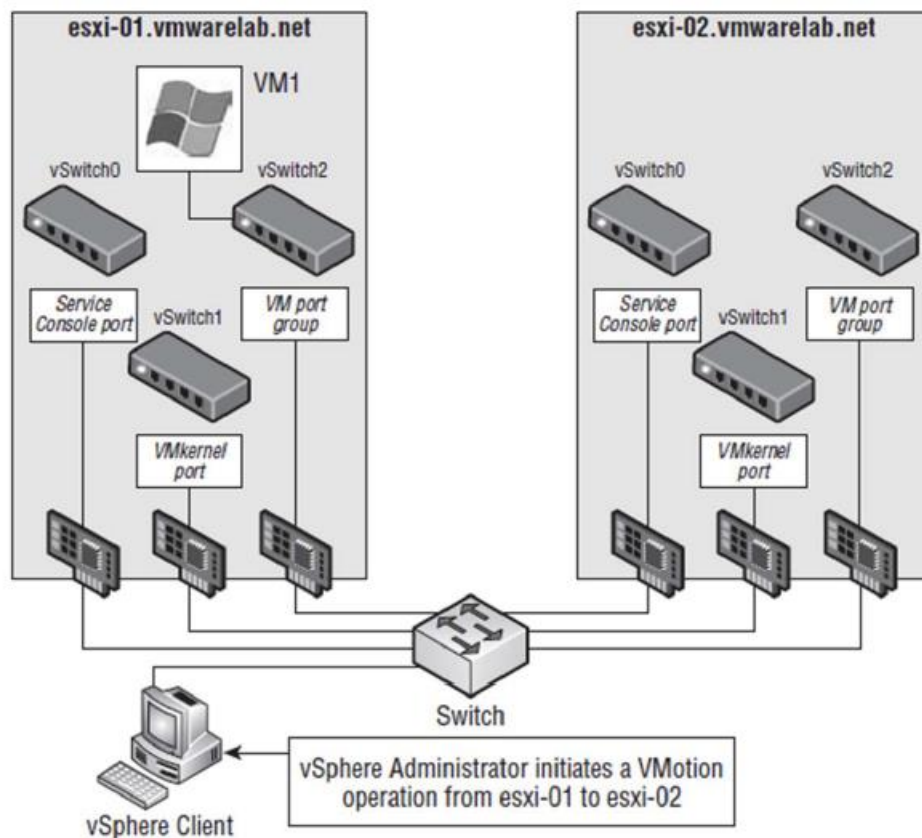 esxi-01.vmwarelab.net
VM1
vSwitch0
vSwitch2
Service
Console port
vSwitch1
VM port
group
VMkernel
port
esxi-02.vmwarelab.net
vSwitch0
vSwitch2
Service
Console port
vSwitch1
VM port
group
VMkernel
port
Switch
vSphere Client
vSphere Administrator initiates a VMotion
operation from esxi-01 to esxi-02